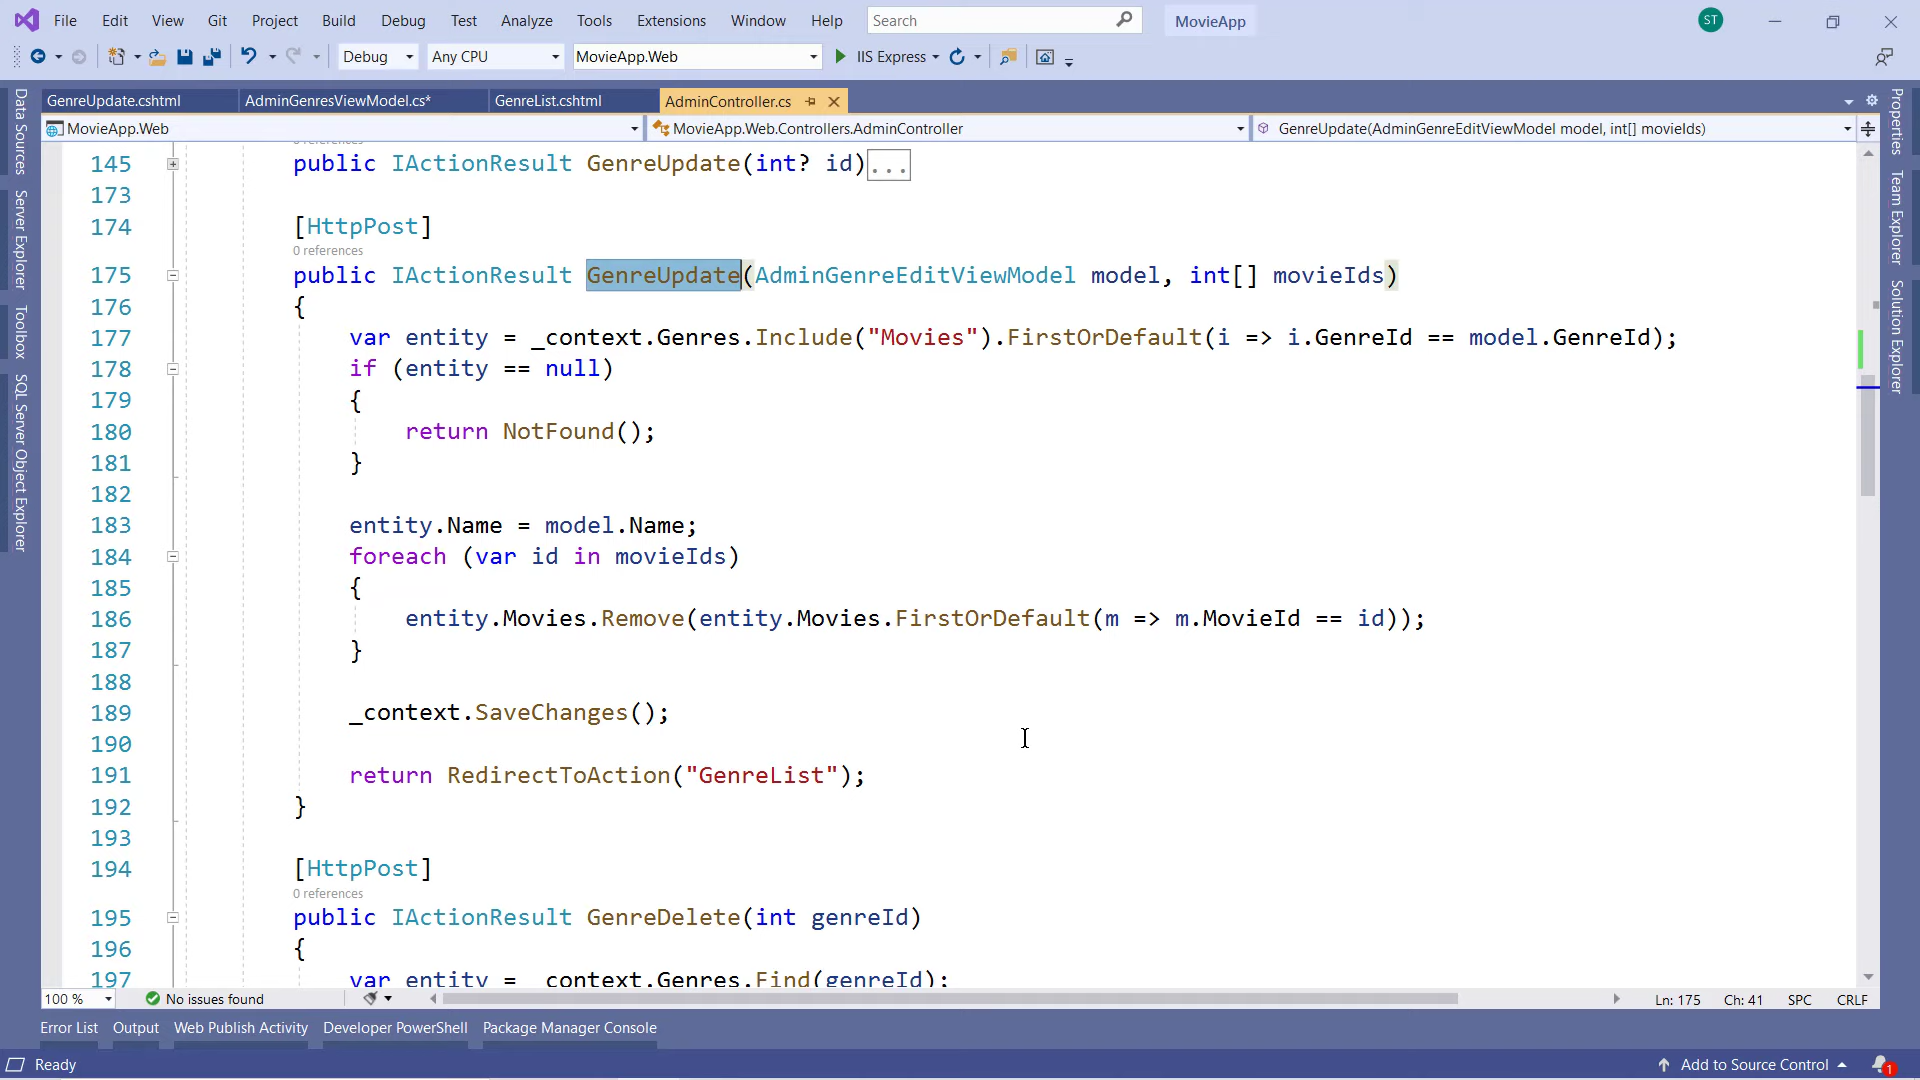 File Edit View Git Project Build Debug Test Analyze Tools Extensions Window Help Search MovieApp ST
Debug Any CPU MovieApp.Web IIS Express
GenreUpdate.cshtml AdminGenresViewModel.cs* GenreList.cshtml AdminController.cs
MovieApp.Web MovieApp.Web.Controllers.AdminController GenreUpdate(AdminGenreEditViewModel model, int[] movieIds)
Data Sources
Server Explorer
Toolbox
SQL Server Object Explorer
145 public IActionResult GenreUpdate(int? id)...
173
174 [HttpPost]
0 references
175 public IActionResult GenreUpdate(AdminGenreEditViewModel model, int[] movieIds)
176 {
177 var entity = _context.Genres.Include("Movies").FirstOrDefault(i => i.GenreId == model.GenreId);
178 if (entity == null)
179 {
180 return NotFound();
181 }
182
183 entity.Name = model.Name;
184 foreach (var id in movieIds)
185 {
186 entity.Movies.Remove(entity.Movies.FirstOrDefault(m => m.MovieId == id));
187 }
188
189 _context.SaveChanges();
190
191 return RedirectToAction("GenreList");
192 }
193
194 [HttpPost]
0 references
195 public IActionResult GenreDelete(int genreId)
196 {
197 var entity = _context.Genres.Find(genreId);
Properties
Team Explorer
Solution Explorer
100 % No issues found Ln: 175 Ch: 41 SPC CRLF
Error List Output Web Publish Activity Developer PowerShell Package Manager Console
Ready Add to Source Control 1